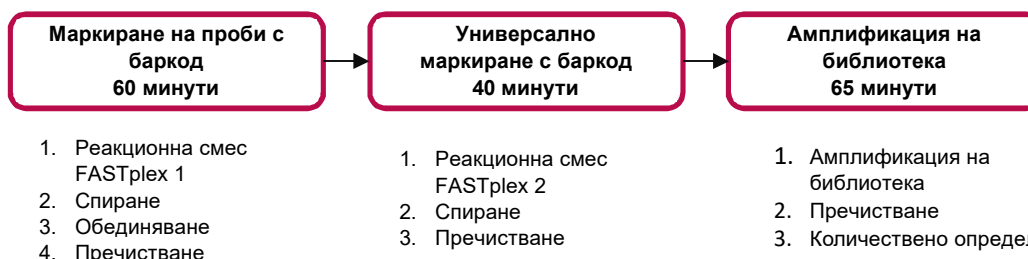 Маркиране на проби с
баркод
60 минути
Универсално
маркиране с баркод
40 минути
Амплификация на
библиотека
65 минути
1. Реакционна смес
FASTplex 1
2. Спиране
3. Обединяване
4. Пречистване
1. Реакционна смес
FASTplex 2
2. Спиране
3. Пречистване
1. Амплификация на
библиотека
2. Пречистване
3. Количествено